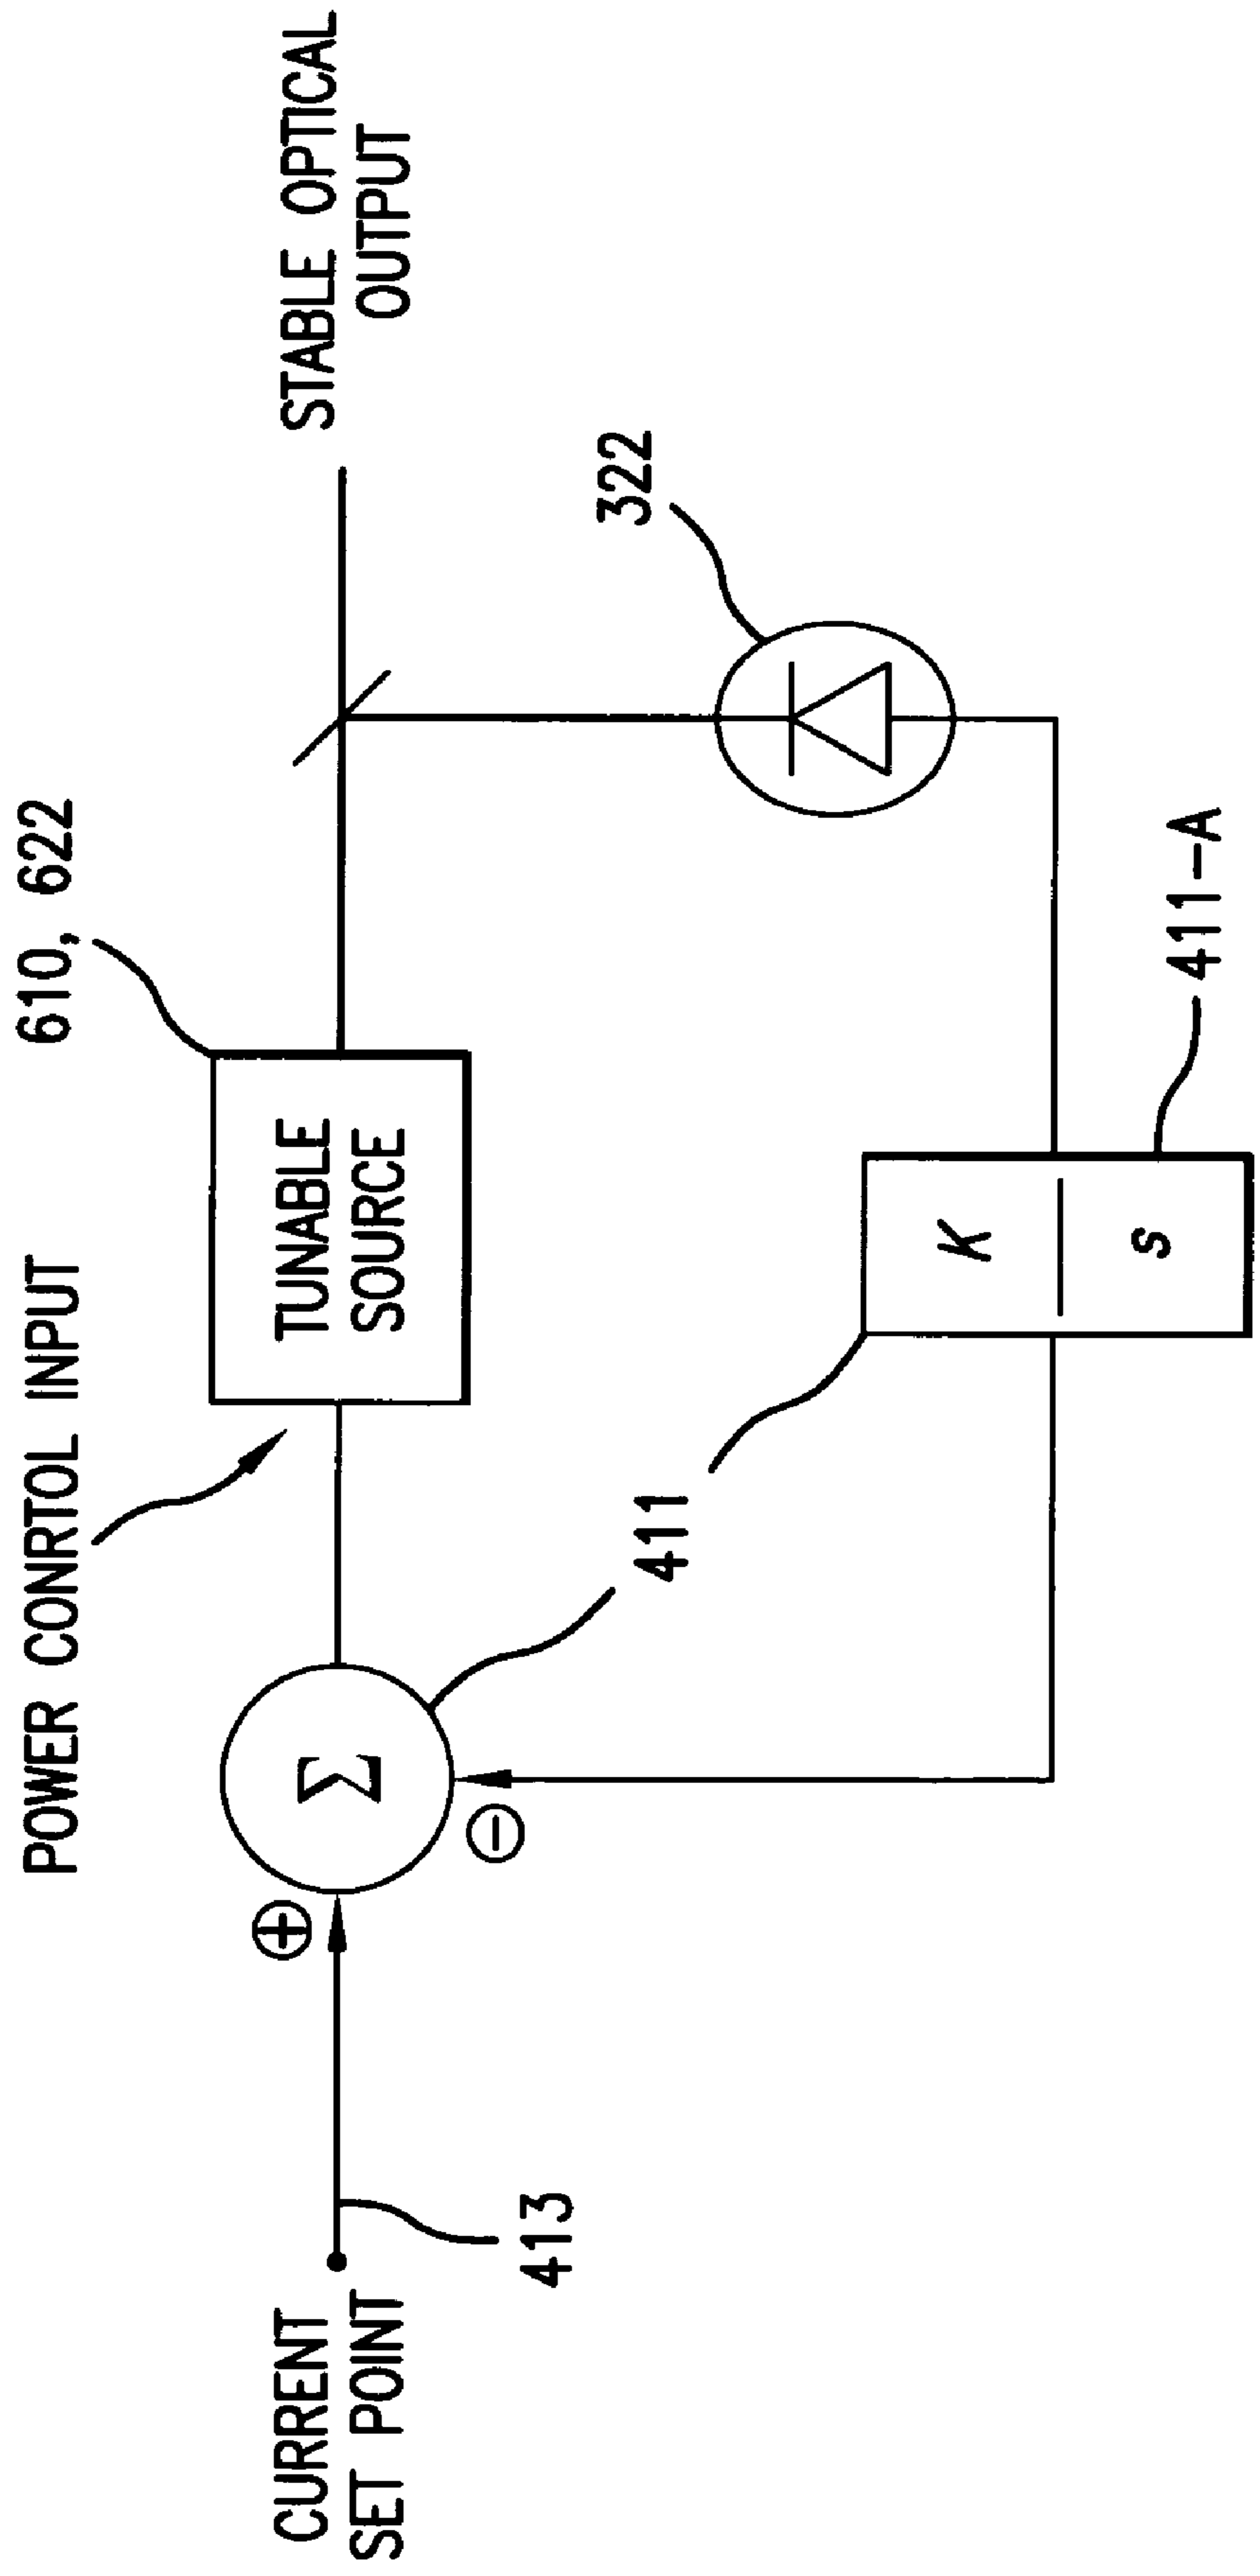 POWER CONRTOL INPUT
610, 622
STABLE OPTICAL
OUTPUT
CURRENT
SET POINT
413
+
Σ
−
TUNABLE
SOURCE
411
322
K
s
411-A